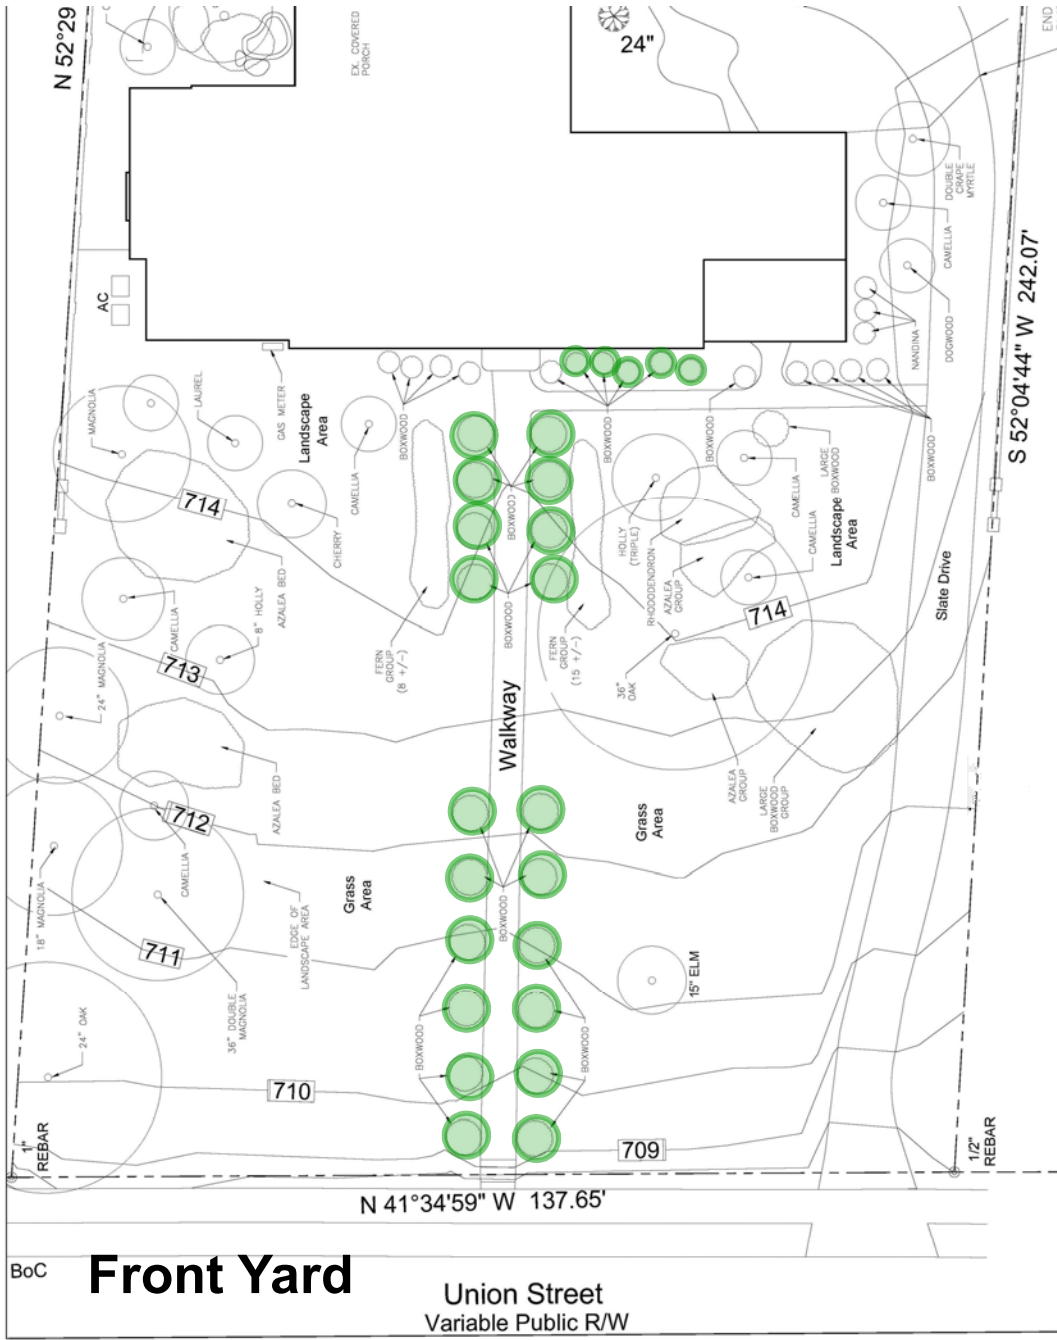 N 52°29
EX. COVERED
PORCH
24"
END
DOUBLE
CRAPE
MYRTLE
CAMELLIA
DOGWOOD
NANDINA
S 52°04'44" W 242.07'
AC
MAGNOLIA
LAUREL
GAS METER
Landscape
Area
CAMELLIA
BOXWOOD
BOXWOOD
BOXWOOD
BOXWOOD
LARGE
BOXWOOD
CAMELLIA
CAMELLIA
Landscape
Area
714
CHERRY
BOXWOOD
HOLLY
(TRIPLE)
RHODODENDRON
AZALEA
GROUP
714
Slate Drive
AZALEA BED
8" HOLLY
CAMELLIA
713
24" MAGNOLIA
FERN
GROUP
(8 +/-)
BOXWOOD
FERN
GROUP
(15 +/-)
36"
OAK
Walkway
AZALEA
GROUP
LARGE
BOXWOOD
GROUP
AZALEA BED
712
CAMELLIA
Grass
Area
Grass
Area
18" MAGNOLIA
711
EDGE OF
LANDSCAPE AREA
BOXWOOD
15" ELM
36" DOUBLE
MAGNOLIA
24" OAK
BOXWOOD
BOXWOOD
710
709
1"
REBAR
1/2"
REBAR
N 41°34'59" W 137.65'
BoC
Front Yard
Union Street
Variable Public R/W